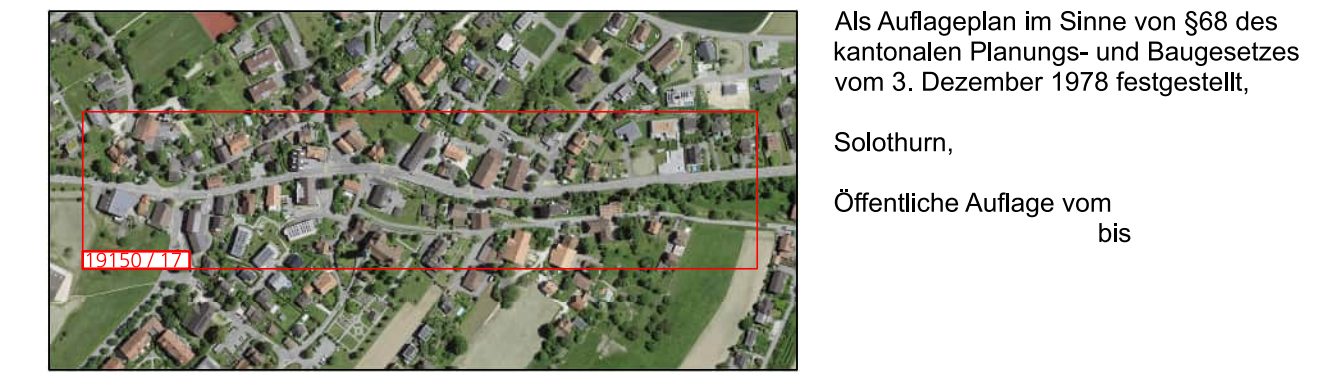 Als Auflageplan im Sinne von §68 des
kantonalen Planungs- und Baugesetzes
vom 3. Dezember 1978 festgestellt,
Solothurn,
Öffentliche Auflage vom
bis
19150 / 17